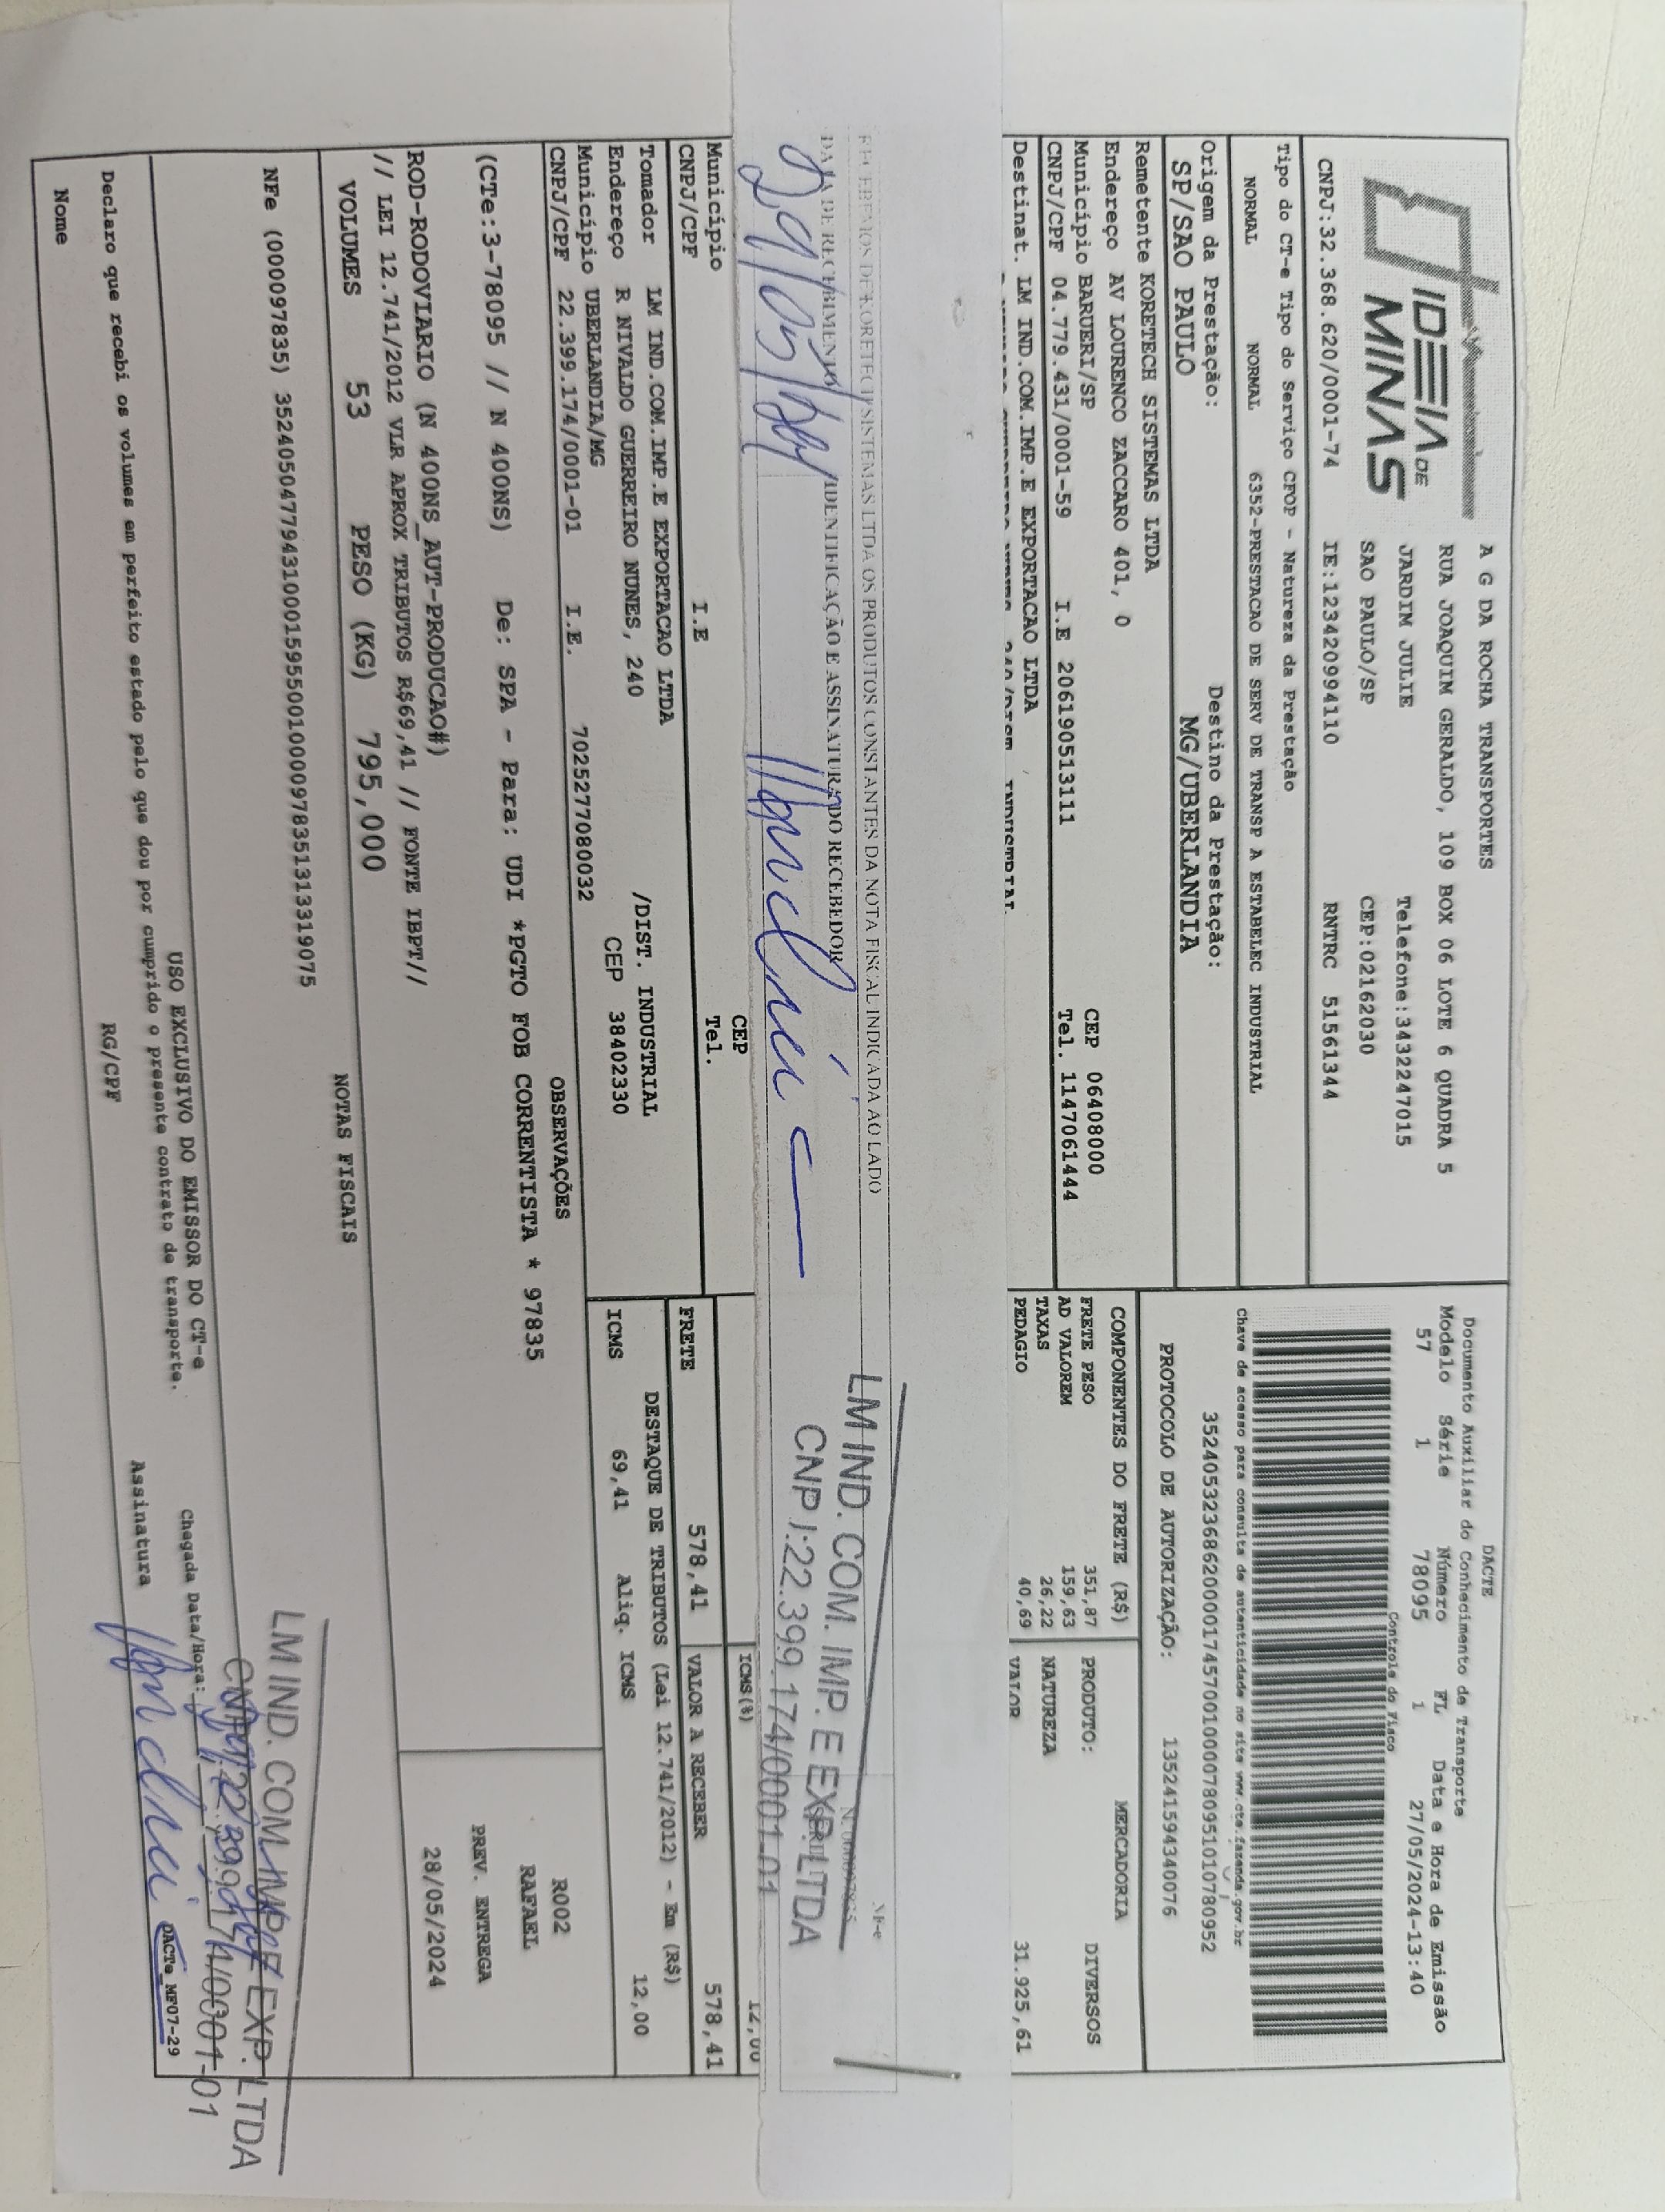 IDEIA DE
MINAS
A G DA ROCHA TRANSPORTES
RUA JOAQUIM GERALDO, 109 BOX 06 LOTE 6 QUADRA 5
JARDIM JULIE Telefone:3432247015
SAO PAULO/SP CEP:02162030
CNPJ:32.368.620/0001-74 IE:123420994110 RNTRC 51561344
Tipo do CT-e Tipo do Serviço CFOP - Natureza da Prestação
NORMAL NORMAL 6352-PRESTACAO DE SERV DE TRANSP A ESTABELEC INDUSTRIAL
Origem da Prestação: Destino da Prestação:
SP/SAO PAULO MG/UBERLANDIA
Remetente KORETECH SISTEMAS LTDA
Endereço AV LOURENCO ZACCARO 401, 0
Município BARUERI/SP CEP 06408000
CNPJ/CPF 04.779.431/0001-59 I.E 206190513111 Tel. 1147061444
Destinat. LM IND.COM.IMP.E EXPORTACAO LTDA
DACTE
Documento Auxiliar do Conhecimento de Transporte
Modelo Série Número FL Data e Hora de Emissão
57 1 78095 1 27/05/2024-13:40
Controle do Fisco
Chave de acesso para consulta de autenticidade no site www.cte.fazenda.gov.br
35240532368620000174570010000780951010780952
PROTOCOLO DE AUTORIZAÇÃO: 135241594340076
COMPONENTES DO FRETE (R$) MERCADORIA
FRETE PESO 351,87 PRODUTO: DIVERSOS
AD VALOREM 159,63
TAXAS 26,22 NATUREZA
PEDAGIO 40,69 VALOR 31.925,61
RECEBEMOS DE KORETECH SISTEMAS LTDA OS PRODUTOS CONSTANTES DA NOTA FISCAL INDICADA AO LADO
NF-e
DATA DE RECEBIMENTO IDENTIFICAÇÃO E ASSINATURA DO RECEBEDOR
29/05/24
LM IND. COM. IMP. E EXP. LTDA
CNPJ:22.399.174/0001-01
Município CEP
CNPJ/CPF I.E Tel.
ICMS(%) 12,00
FRETE 578,41 VALOR A RECEBER 578,41
Tomador LM IND.COM.IMP.E EXPORTACAO LTDA
Endereço R NIVALDO GUERREIRO NUNES, 240 /DIST. INDUSTRIAL
Município UBERLANDIA/MG CEP 38402330
CNPJ/CPF 22.399.174/0001-01 I.E. 7025277080032
DESTAQUE DE TRIBUTOS (Lei 12.741/2012) - Em (R$)
ICMS 69,41 Aliq. ICMS 12,00
OBSERVAÇÕES
(CTe:3-78095 // N 400NS) De: SPA - Para: UDI *PGTO FOB CORRENTISTA * 97835
R002
RAFAEL
PREV. ENTREGA
28/05/2024
ROD-RODOVIARIO (N 400NS_AUT-PRODUCAO#)
// LEI 12.741/2012 VLR APROX TRIBUTOS R$69,41 // FONTE IBPT//
VOLUMES 53 PESO (KG) 795,000
NOTAS FISCAIS
NFe (000097835) 35240504779431000159550010000978351313319075
LM IND. COM. IMP. E EXP. LTDA
CNPJ:22.399.174/0001-01
USO EXCLUSIVO DO EMISSOR DO CT-e
Declaro que recebi os volumes em perfeito estado pelo que dou por cumprido o presente contrato de transporte.
Chegada Data/Hora:
Nome RG/CPF Assinatura
DACTe_MF07-29